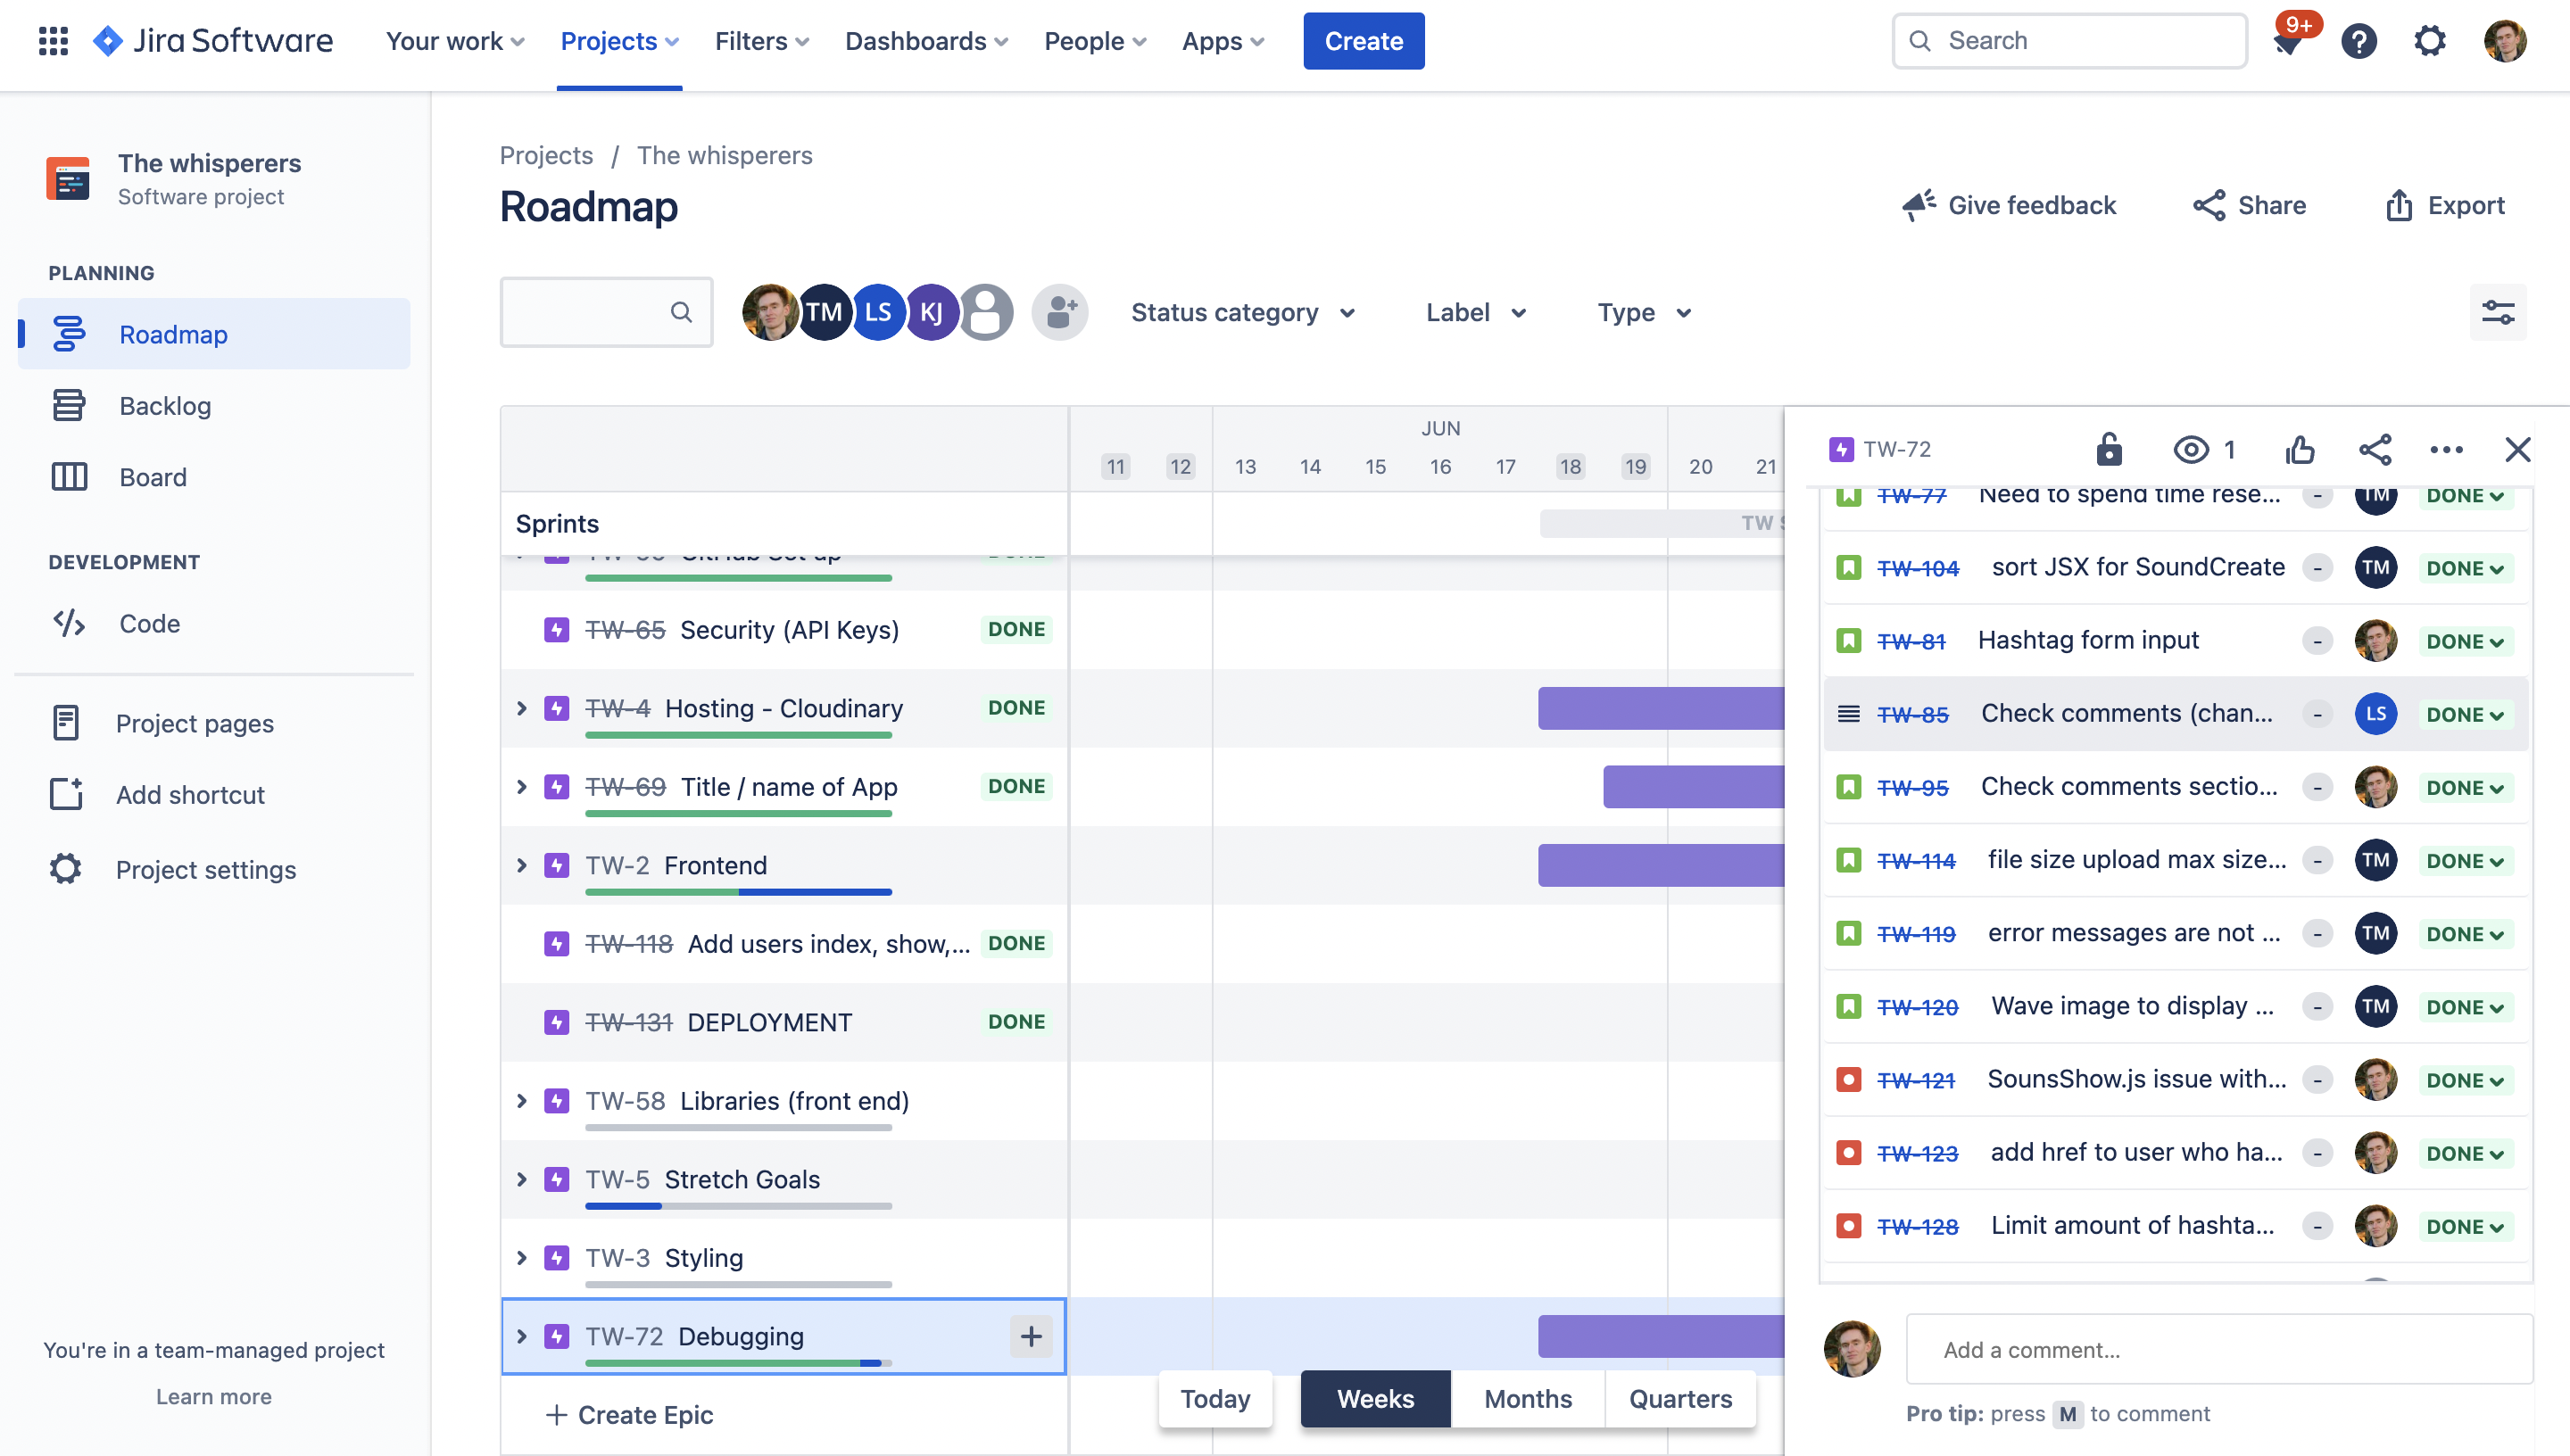 Jira Software
Your work
Projects
Filters
Dashboards
People
Apps
Create
Search
9+
The whisperers
Software project
PLANNING
Roadmap
Backlog
Board
DEVELOPMENT
Code
Project pages
Add shortcut
Project settings
You're in a team-managed project
Learn more
Projects / The whisperers
Roadmap
Give feedback
Share
Export
TM
LS
KJ
Status category
Label
Type
JUN
11 12 13 14 15 16 17 18 19 20 21
Sprints
TW
GitHub Set up
TW-65 Security (API Keys) DONE
TW-4 Hosting - Cloudinary DONE
TW-69 Title / name of App DONE
TW-2 Frontend
TW-118 Add users index, show,... DONE
TW-131 DEPLOYMENT DONE
TW-58 Libraries (front end)
TW-5 Stretch Goals
TW-3 Styling
TW-72 Debugging
+ Create Epic
Today
Weeks
Months
Quarters
TW-72
1
TW-77 Need to spend time rese... - TM DONE
TW-104 sort JSX for SoundCreate - TM DONE
TW-81 Hashtag form input - DONE
TW-85 Check comments (chan... - LS DONE
TW-95 Check comments sectio... - DONE
TW-114 file size upload max size... - TM DONE
TW-119 error messages are not ... - TM DONE
TW-120 Wave image to display ... - TM DONE
TW-121 SounsShow.js issue with... - DONE
TW-123 add href to user who ha... - DONE
TW-128 Limit amount of hashta... - DONE
Add a comment...
Pro tip: press M to comment